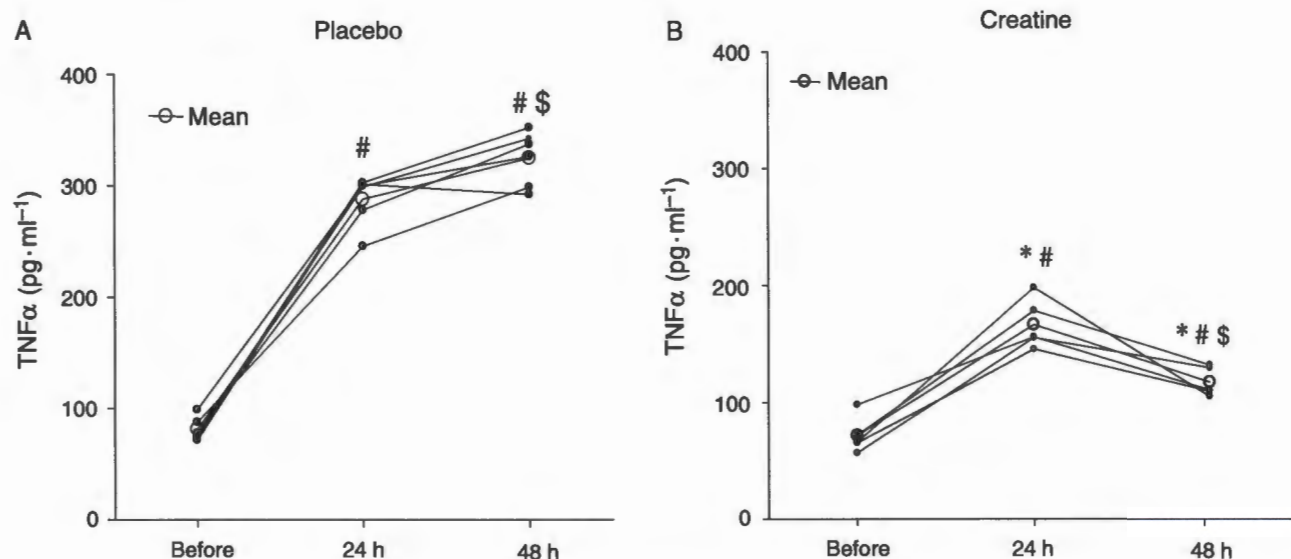 A
Placebo
TNFα (pg·ml⁻¹)
400
300
200
100
0
Mean
#
# $
Before
24 h
48 h
B
Creatine
TNFα (pg·ml⁻¹)
400
300
200
100
0
Mean
* #
* # $
Before
24 h
48 h